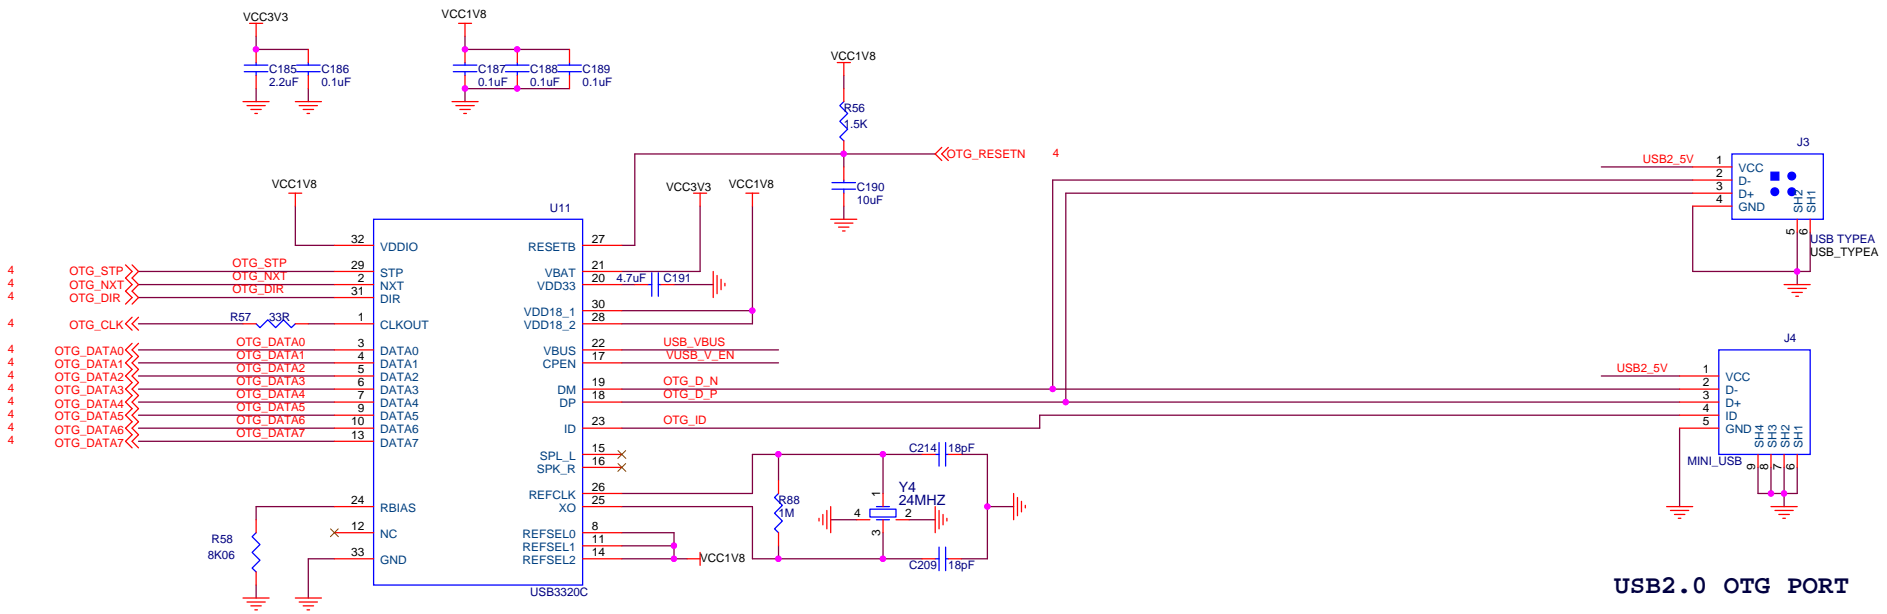 VCC3V3
C185
2.2uF
C186
0.1uF
VCC1V8
C187
0.1uF
C188
0.1uF
C189
0.1uF
VCC1V8
R56
1.5K
OTG_RESETN 4
C190
10uF
VCC1V8
VCC3V3
VCC1V8
U11
32 VDDIO
29 STP
2 NXT
31 DIR
1 CLKOUT
3 DATA0
4 DATA1
5 DATA2
6 DATA3
7 DATA4
9 DATA5
10 DATA6
13 DATA7
24 RBIAS
12 NC
33 GND
RESETB 27
VBAT 21
VDD33 20
VDD18_1 30
VDD18_2 28
VBUS 22
CPEN 17
DM 19
DP 18
ID 23
SPL_L 15
SPK_R 16
REFCLK 26
XO 25
REFSEL0 8
REFSEL1 11
REFSEL2 14
USB3320C
4 OTG_STP OTG_STP
4 OTG_NXT OTG_NXT
4 OTG_DIR OTG_DIR
4 OTG_CLK R57 33R
4 OTG_DATA0 OTG_DATA0
4 OTG_DATA1 OTG_DATA1
4 OTG_DATA2 OTG_DATA2
4 OTG_DATA3 OTG_DATA3
4 OTG_DATA4 OTG_DATA4
4 OTG_DATA5 OTG_DATA5
4 OTG_DATA6 OTG_DATA6
4 OTG_DATA7 OTG_DATA7
R58
8K06
4.7uF C191
USB_VBUS
VUSB_V_EN
OTG_D_N
OTG_D_P
OTG_ID
VCC1V8
R88
1M
C214 18pF
Y4
24MHZ
1
4 2
3
C209 18pF
J3
USB2_5V 1 VCC
2 D-
3 D+
4 GND
SH2
SH1
5
6
USB TYPEA
USB_TYPEA
J4
USB2_5V 1 VCC
2 D-
3 D+
4 ID
5 GND
SH4
SH3
SH2
SH1
9
8
7
6
MINI_USB
USB2.0 OTG PORT